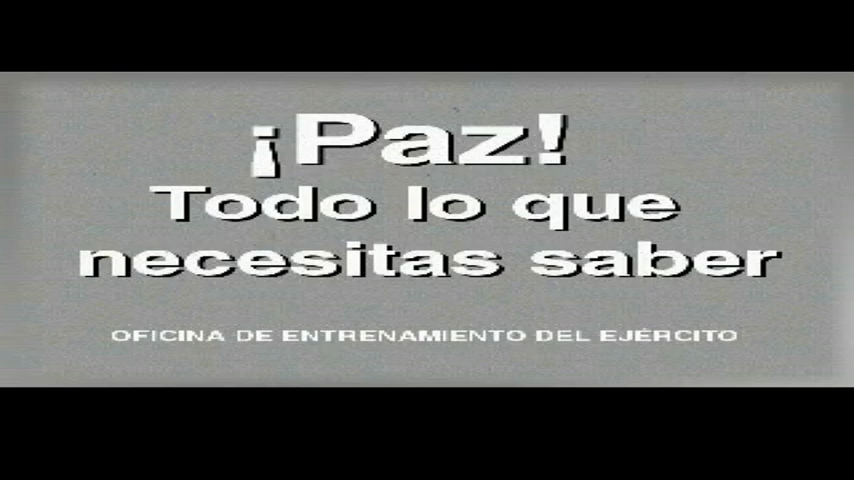 ¡Paz!
Todo lo que
necesitas saber
OFICINA DE ENTRENAMIENTO DEL EJÉRCITO